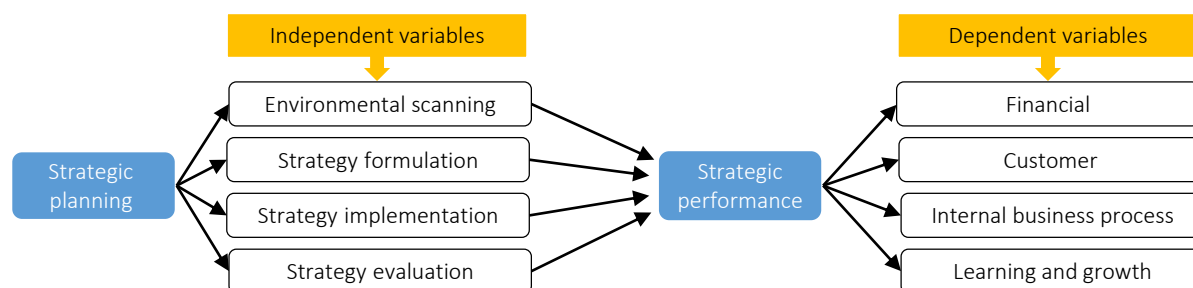 Independent variables
Dependent variables
Environmental scanning
Financial
Strategy formulation
Customer
Strategic
planning
Strategic
performance
Strategy implementation
Internal business process
Strategy evaluation
Learning and growth